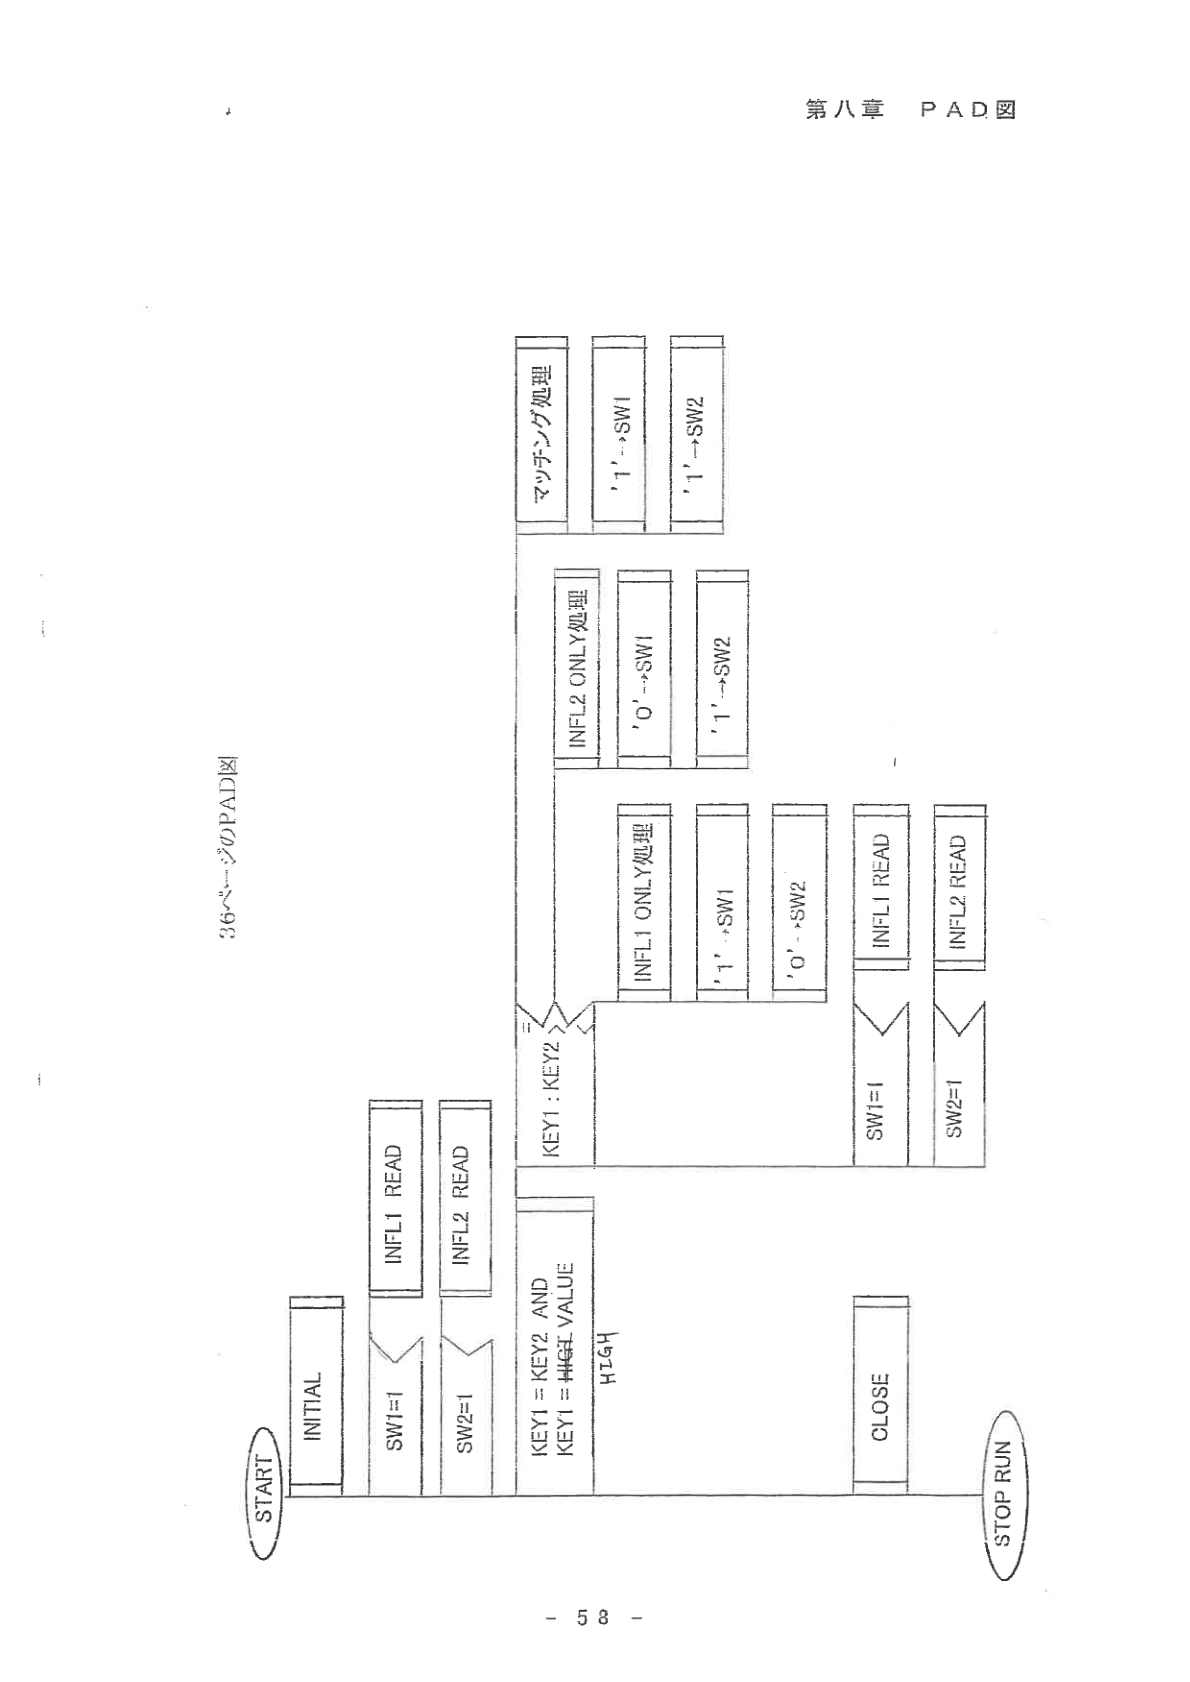 第八章 PAD図
36ページのPAD図
START
INITIAL
SW1=1
INFL1 READ
SW2=1
INFL2 READ
KEY1 = KEY2 AND
KEY1 = HIGT VALUE
HIGH
KEY1 : KEY2
=
>
<
マッチング処理
'1'→SW1
'1'→SW2
INFL2 ONLY処理
'0'→SW1
'1'→SW2
INFL1 ONLY処理
'1'→SW1
'0'→SW2
SW1=1
INFL1 READ
SW2=1
INFL2 READ
CLOSE
STOP RUN
- 58 -